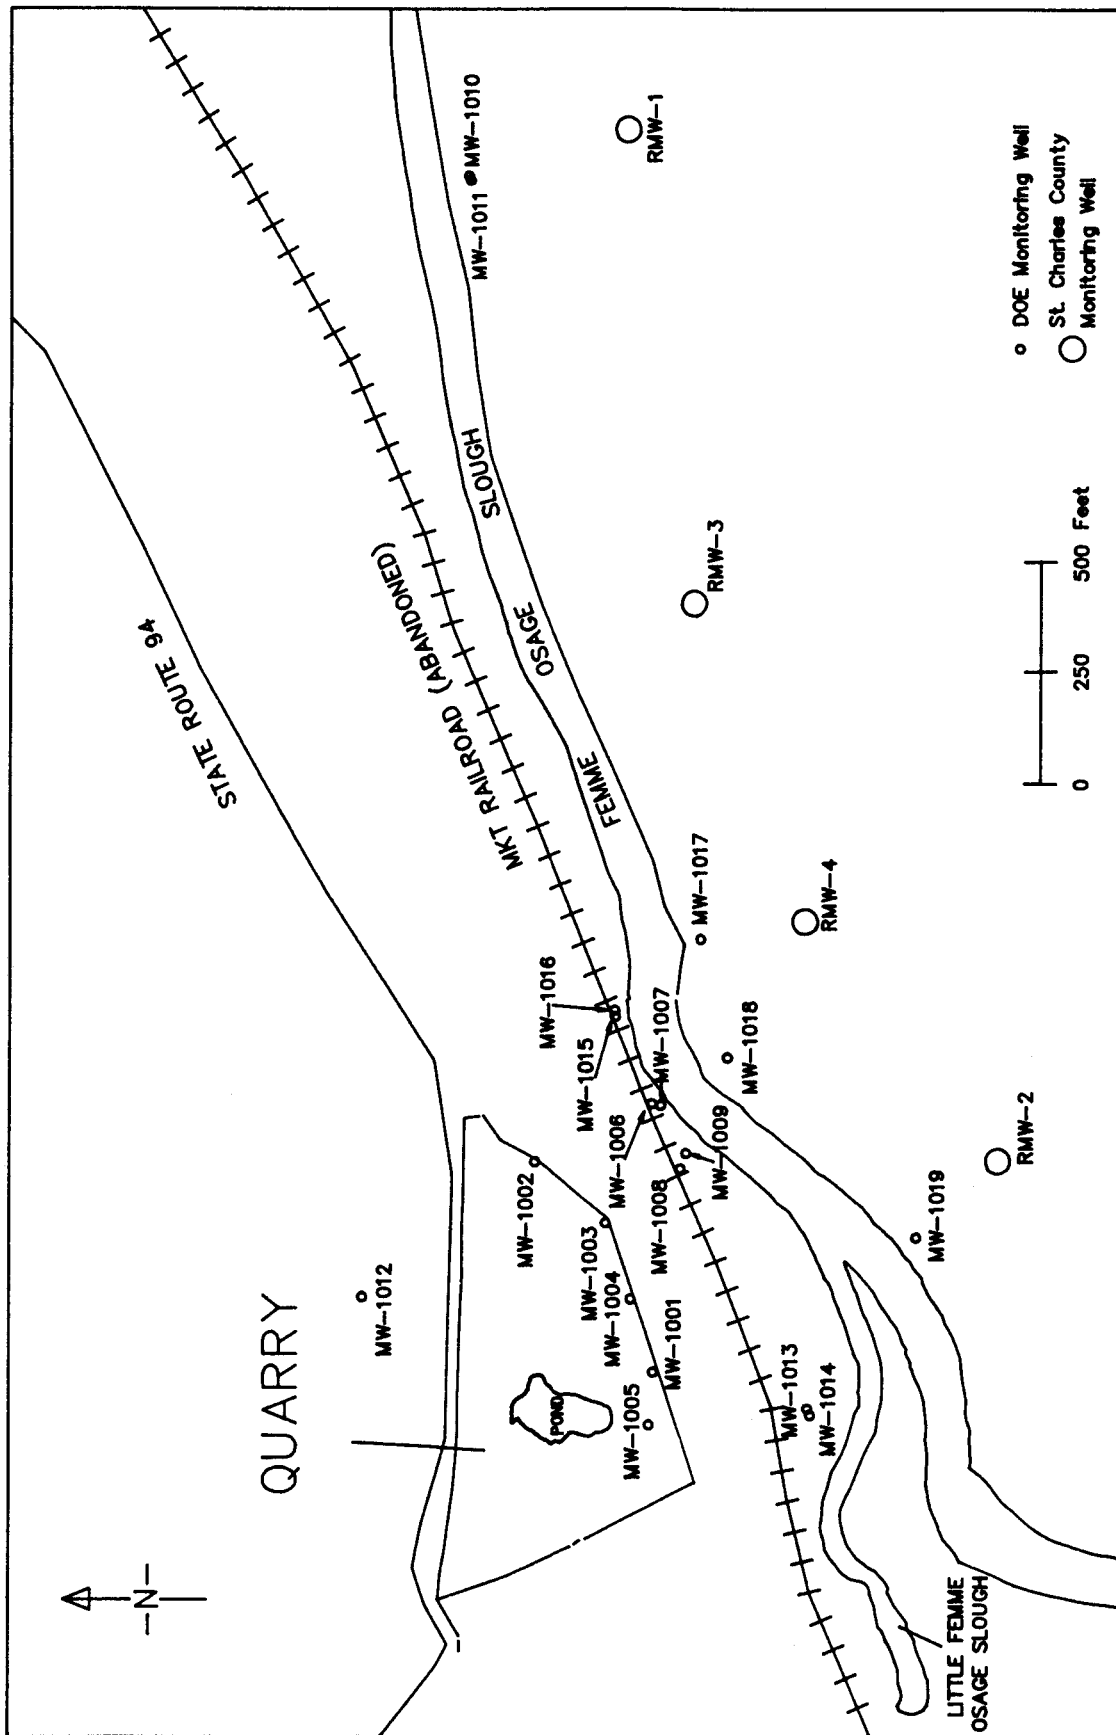 -N-
QUARRY
STATE ROUTE 94
MKT RAILROAD (ABANDONED)
MW-1012
POND
MW-1005
MW-1001
MW-1004
MW-1003
MW-1002
MW-1016
MW-1015
MW-1006
MW-1007
MW-1008
MW-1009
MW-1013
MW-1014
MW-1011
MW-1010
FEMME
OSAGE
SLOUGH
MW-1017
MW-1018
MW-1019
RMW-1
RMW-3
RMW-4
RMW-2
LITTLE FEMME
OSAGE SLOUGH
0 250 500 Feet
DOE Monitoring Well
St. Charles County
Monitoring Well